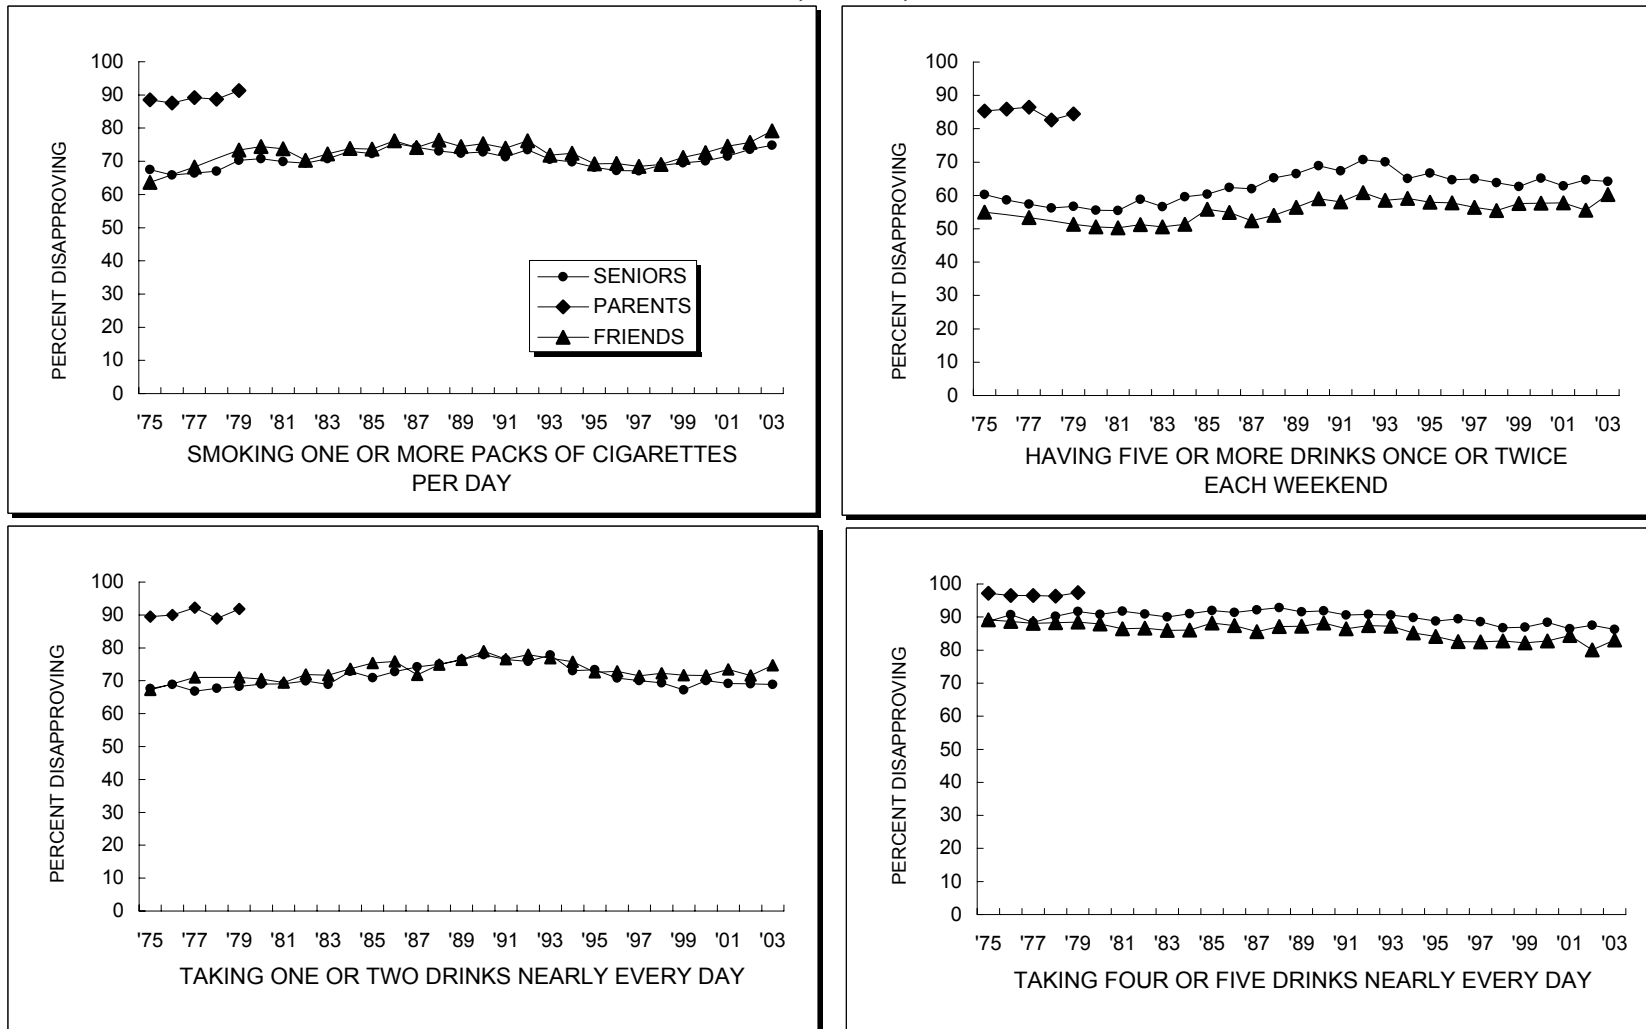 100
90
80
70
60
50
40
30
20
10
0
PERCENT DISAPPROVING
SENIORS
PARENTS
FRIENDS
'75 '77 '79 '81 '83 '85 '87 '89 '91 '93 '95 '97 '99 '01 '03
SMOKING ONE OR MORE PACKS OF CIGARETTES
PER DAY
100
90
80
70
60
50
40
30
20
10
0
PERCENT DISAPPROVING
'75 '77 '79 '81 '83 '85 '87 '89 '91 '93 '95 '97 '99 '01 '03
HAVING FIVE OR MORE DRINKS ONCE OR TWICE
EACH WEEKEND
100
90
80
70
60
50
40
30
20
10
0
PERCENT DISAPPROVING
'75 '77 '79 '81 '83 '85 '87 '89 '91 '93 '95 '97 '99 '01 '03
TAKING ONE OR TWO DRINKS NEARLY EVERY DAY
100
90
80
70
60
50
40
30
20
10
0
PERCENT DISAPPROVING
'75 '77 '79 '81 '83 '85 '87 '89 '91 '93 '95 '97 '99 '01 '03
TAKING FOUR OR FIVE DRINKS NEARLY EVERY DAY